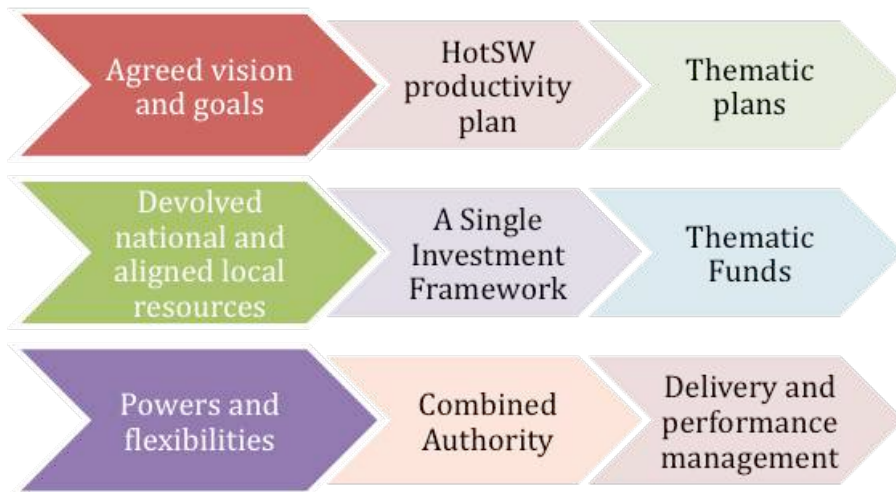 Agreed vision
and goals
HotSW
productivity
plan
Thematic
plans
Devolved
national and
aligned local
resources
A Single
Investment
Framework
Thematic
Funds
Powers and
flexibilities
Combined
Authority
Delivery and
performance
management